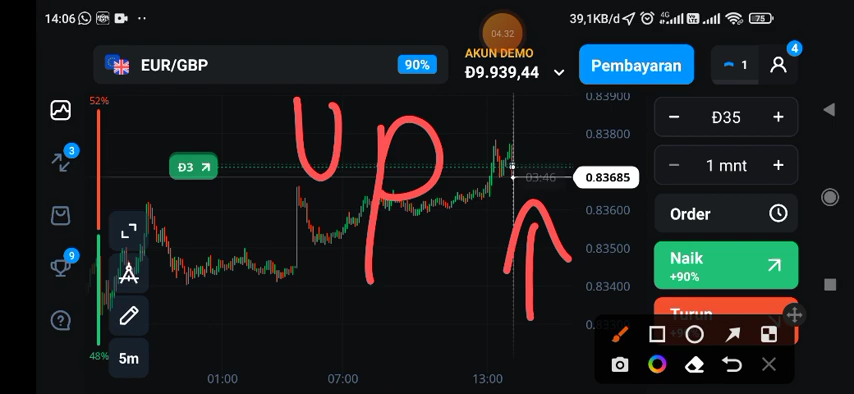 14:06
39,1KB/d
4G
75
04.32
EUR/GBP
90%
AKUN DEMO
Đ9.939,44
Pembayaran
1
4
52%
3
9
48%
Đ3
UP
03:46
0.83900
0.83800
0.83685
0.83600
0.83500
0.83400
5m
01:00
07:00
13:00
Đ35
1 mnt
Order
Naik
+90%
Turun